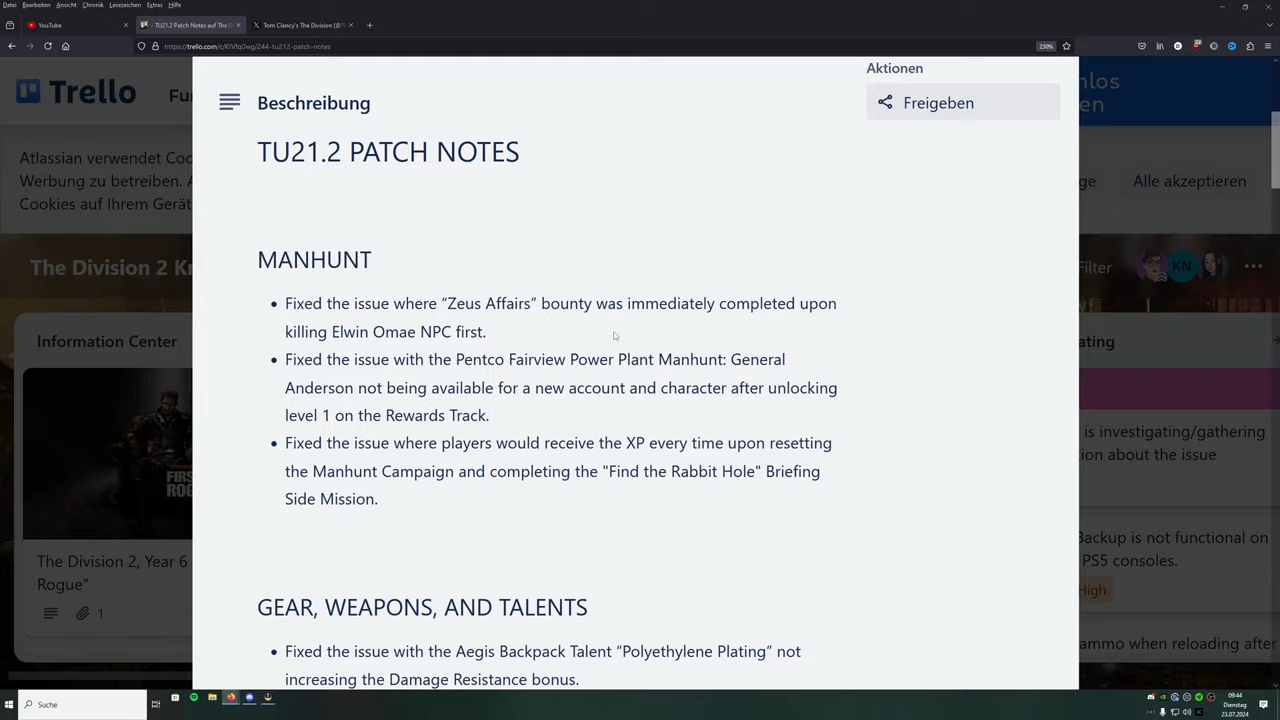 Datei Bearbeiten Ansicht Chronik Lesezeichen Extras Hilfe
YouTube
- TU21.2 Patch Notes auf The D
Tom Clancy's The Division (@T
https://trello.com/c/KlVfq0wg/244-tu212-patch-notes
230%
Trello
Fu
Aktionen
Freigeben
Beschreibung
TU21.2 PATCH NOTES
Atlassian verwendet Coo
Werbung zu betreiben. A
Cookies auf Ihrem Gerät
Alle akzeptieren
The Division 2 Kn
Filter
KN
MANHUNT
Fixed the issue where “Zeus Affairs” bounty was immediately completed upon
killing Elwin Omae NPC first.
Fixed the issue with the Pentco Fairview Power Plant Manhunt: General
Anderson not being available for a new account and character after unlocking
level 1 on the Rewards Track.
Fixed the issue where players would receive the XP every time upon resetting
the Manhunt Campaign and completing the "Find the Rabbit Hole" Briefing
Side Mission.
Information Center
FIRS
ROG
The Division 2, Year 6
Rogue"
1
ating
is investigating/gathering
tion about the issue
Backup is not functional on
PS5 consoles.
High
ammo when reloading after
GEAR, WEAPONS, AND TALENTS
Fixed the issue with the Aegis Backpack Talent “Polyethylene Plating” not
increasing the Damage Resistance bonus.
Suche
09:44
Dienstag
23.07.2024